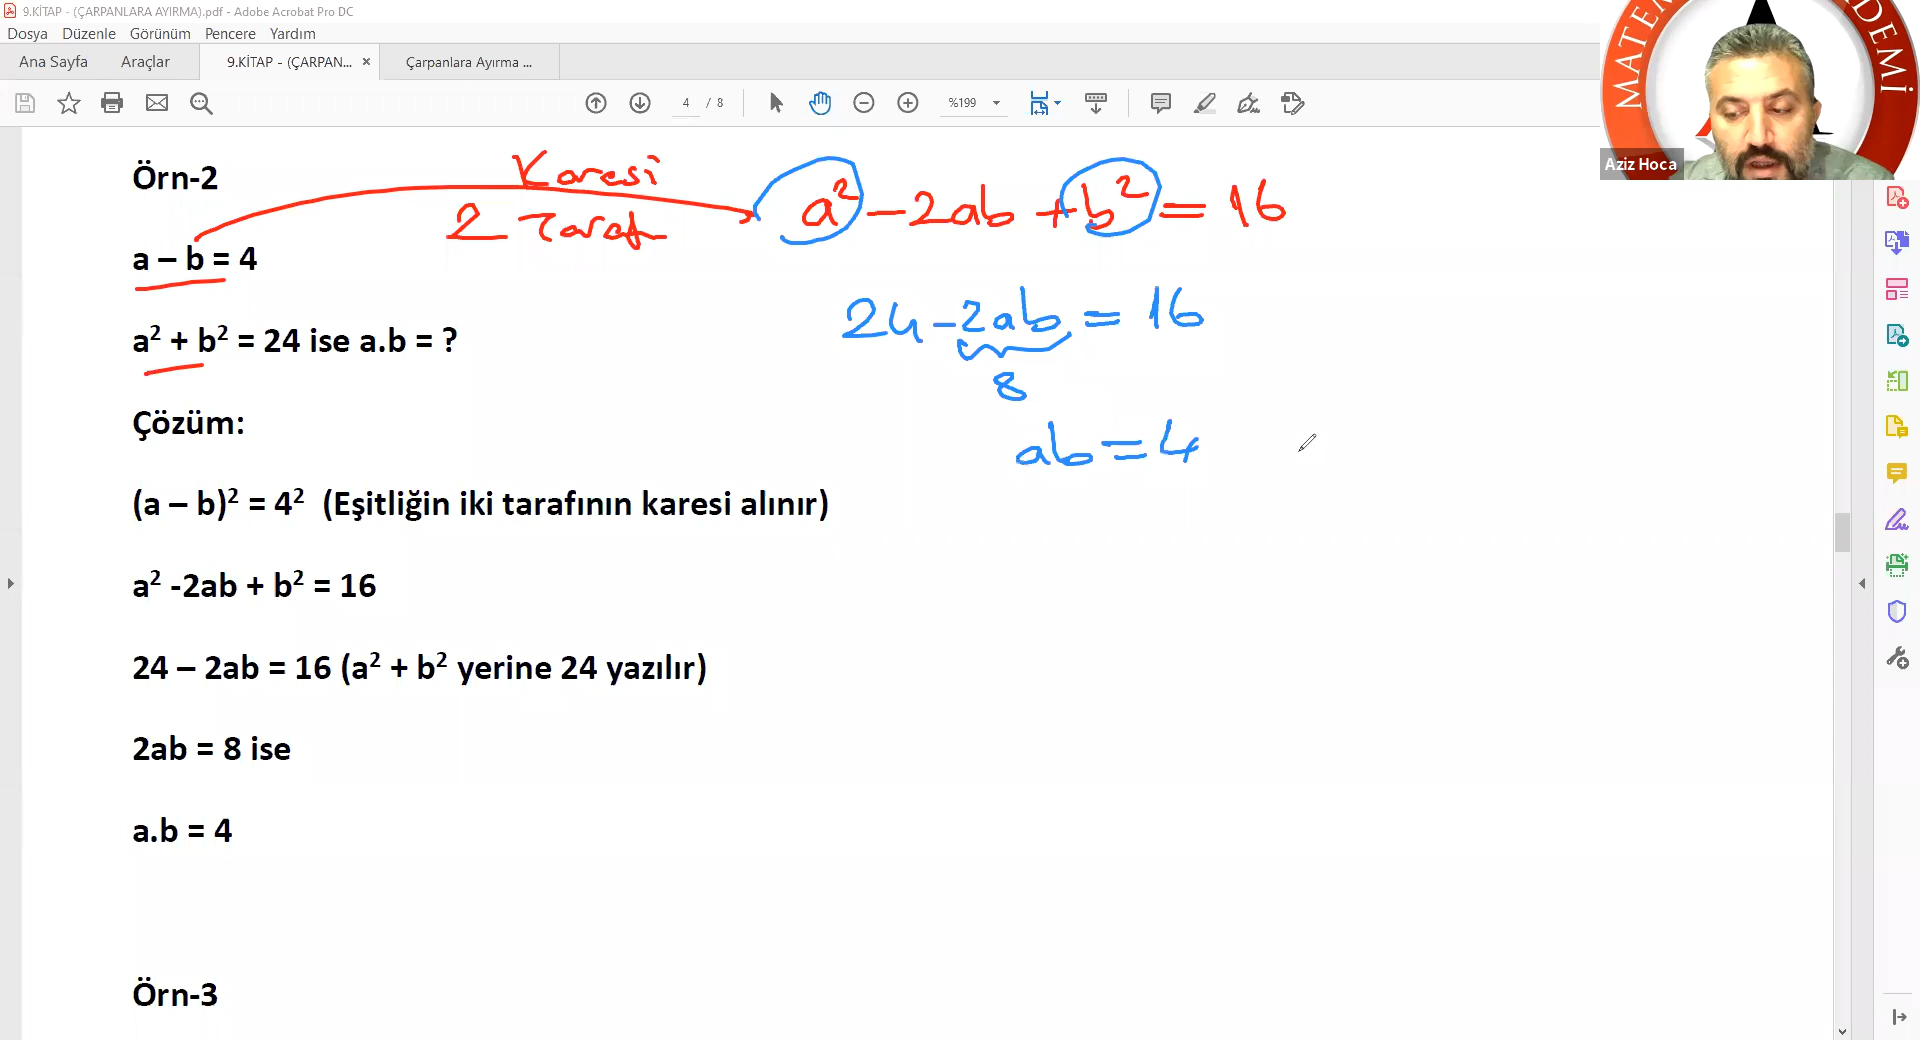 9.KİTAP - (ÇARPANLARA AYIRMA).pdf - Adobe Acrobat Pro DC
Dosya Düzenle Görünüm Pencere Yardım
Ana Sayfa Araçlar 9.KİTAP - (ÇARPAN... × Çarpanlara Ayırma ...
4 / 8 %199
MATEM
DEMİ
Aziz Hoca
Örn-2
Karesi
2 Taraf
a² - 2ab + b² = 16
a – b = 4
24 - 2ab = 16
a² + b² = 24 ise a.b = ?
8
Çözüm:
ab = 4
(a – b)² = 4² (Eşitliğin iki tarafının karesi alınır)
a² -2ab + b² = 16
24 – 2ab = 16 (a² + b² yerine 24 yazılır)
2ab = 8 ise
a.b = 4
Örn-3